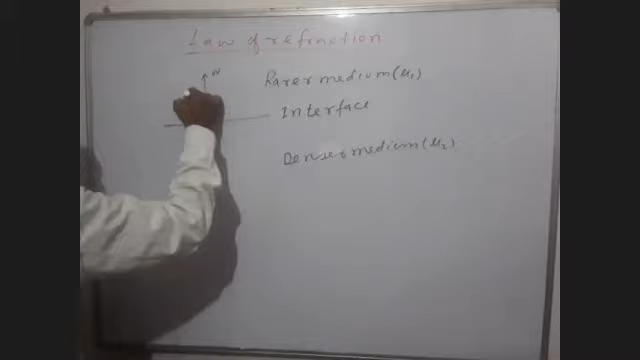 Law of refraction
N
Rarer medium (μ₁)
Interface
Denser medium (μ₂)